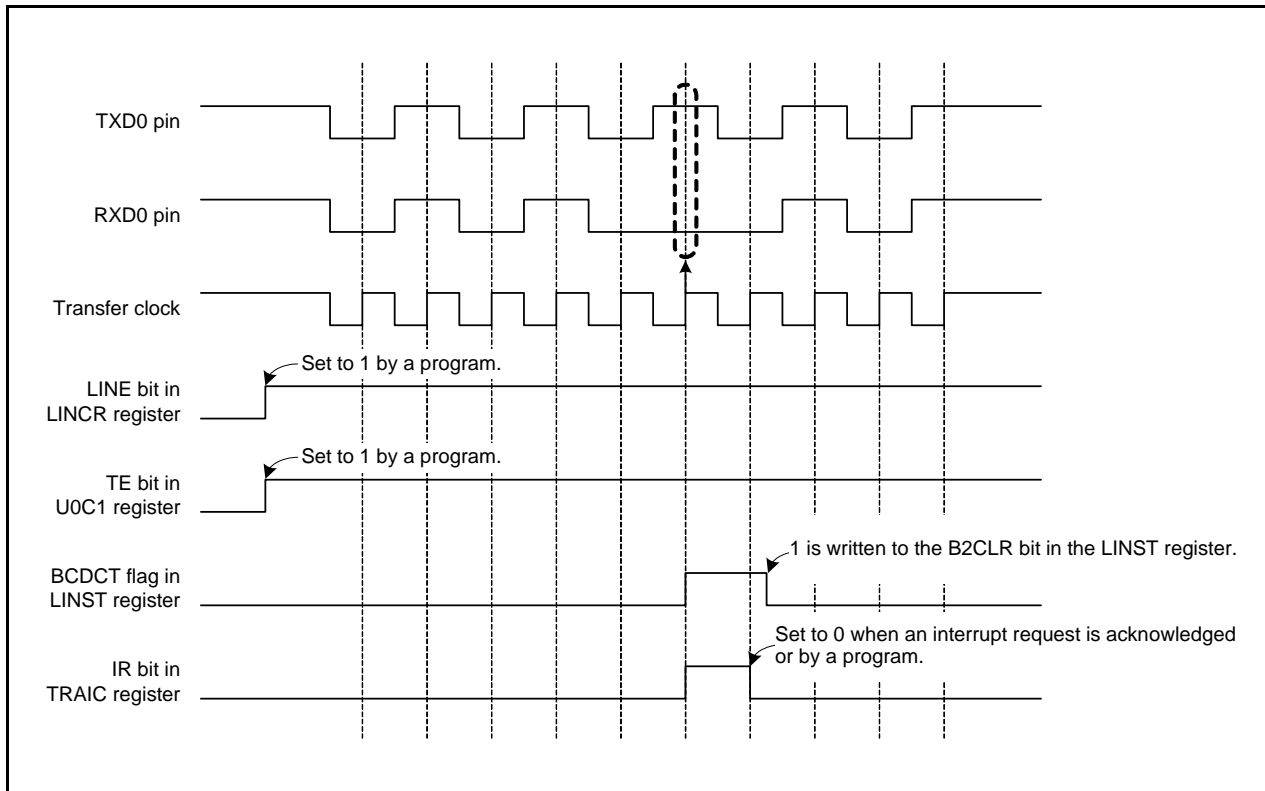 TXD0 pin
RXD0 pin
Transfer clock
Set to 1 by a program.
LINE bit in
LINCR register
Set to 1 by a program.
TE bit in
U0C1 register
1 is written to the B2CLR bit in the LINST register.
BCDCT flag in
LINST register
Set to 0 when an interrupt request is acknowledged
or by a program.
IR bit in
TRAIC register